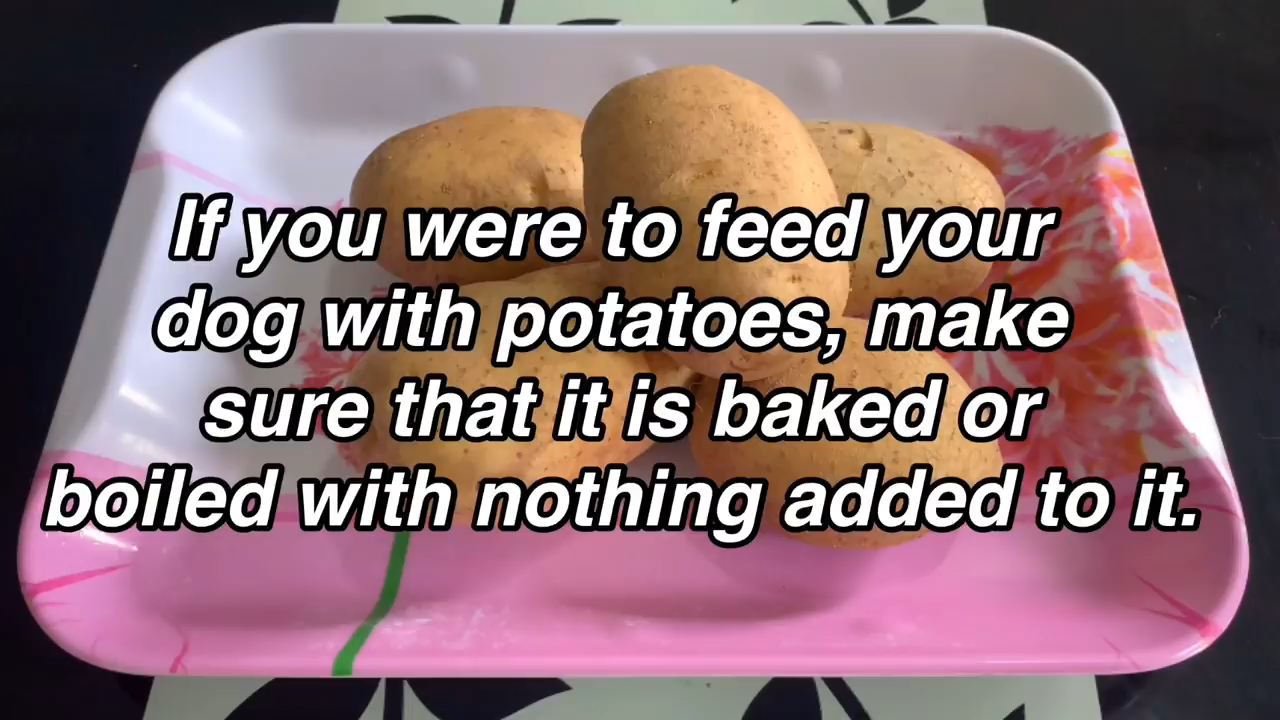 If you were to feed your
dog with potatoes, make
sure that it is baked or
boiled with nothing added to it.